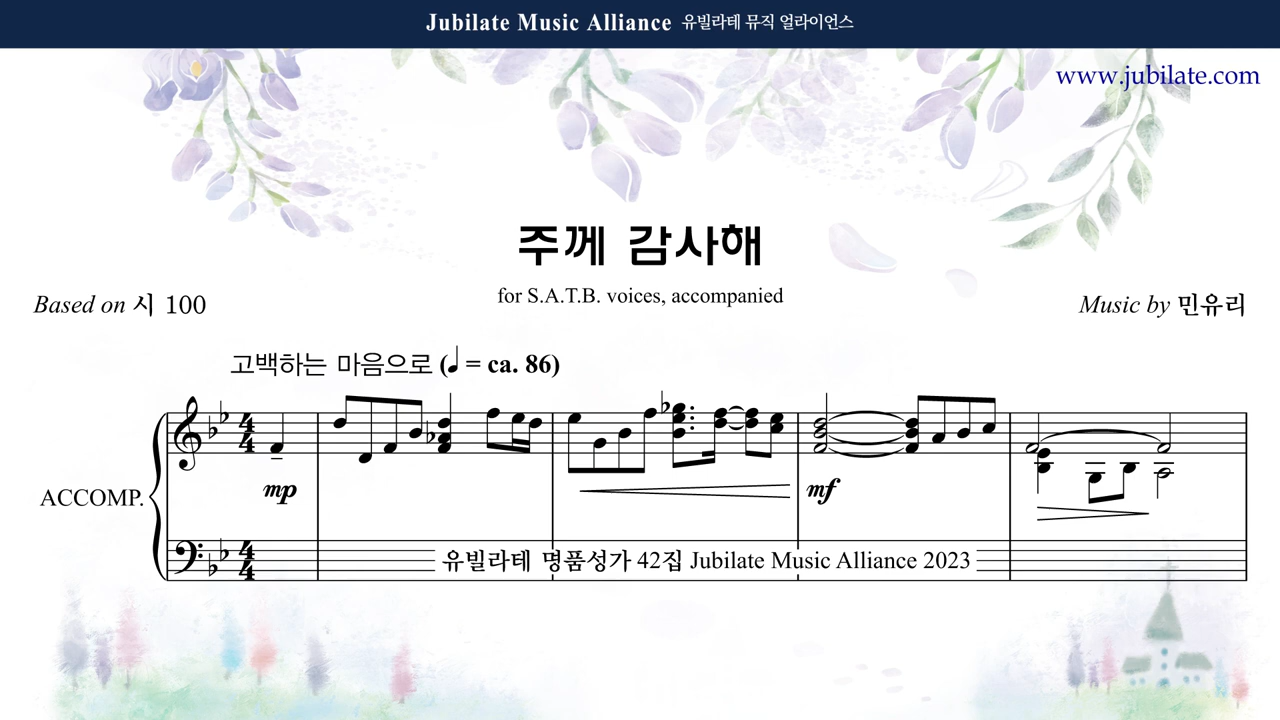 Jubilate Music Alliance 유빌라테 뮤직 얼라이언스
www.jubilate.com
주께 감사해
for S.A.T.B. voices, accompanied
Based on 시 100
Music by 민유리
고백하는 마음으로 (♩ = ca. 86)
mp
mf
ACCOMP.
유빌라테 명품성가 42집 Jubilate Music Alliance 2023